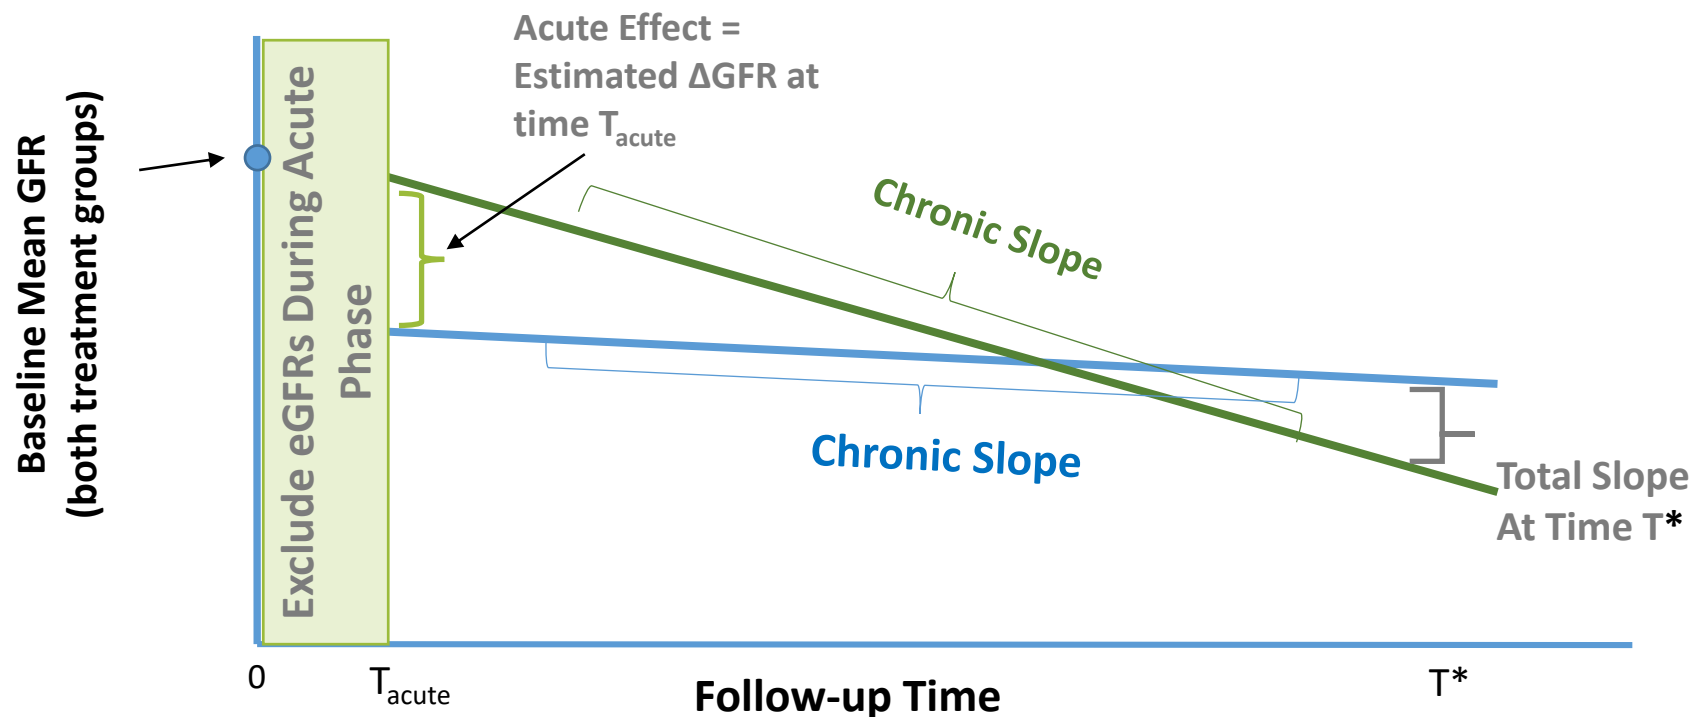 Baseline Mean GFR
(both treatment groups)
Exclude eGFRs During Acute
Phase
Acute Effect =
Estimated ΔGFR at
time Tacute
Chronic Slope
Chronic Slope
Total Slope
At Time T*
0
Tacute
T*
Follow-up Time